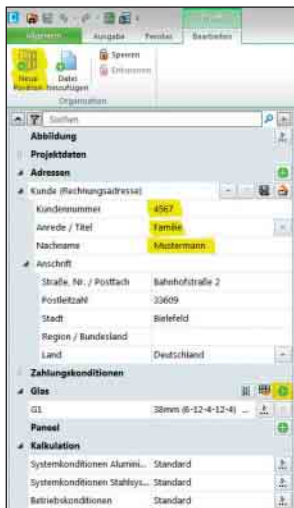 Allgemein Ausgabe Fenster Bearbeiten
Neue Position
Datei hinzufügen
Sperren
Entsperren
Organisation
Suchen
Abbildung
Projektdaten
Adressen
Kunde (Rechnungsadresse)
Kundennummer 4567
Anrede / Titel Familie
Nachname Mustermann
Anschrift
Straße, Nr. / Postfach Bahnhofstraße 2
Postleitzahl 33609
Stadt Bielefeld
Region / Bundesland
Land Deutschland
Zahlungskonditionen
Glas
G1 38mm (6-12-4-12-4) ...
Paneel
Kalkulation
Systemkonditionen Alumini... Standard
Systemkonditionen Stahlsys... Standard
Betriebskonditionen Standard